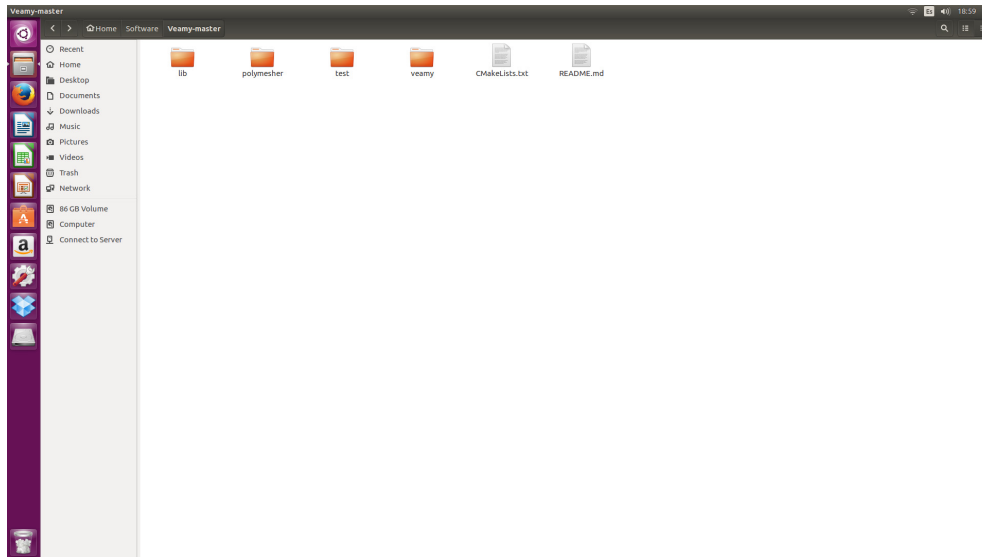 Veamy-master
Es 18:59
Home Software Veamy-master
Recent
Home
Desktop
Documents
Downloads
Music
Pictures
Videos
Trash
Network
86 GB Volume
Computer
Connect to Server
lib polymesher test veamy CMakeLists.txt README.md